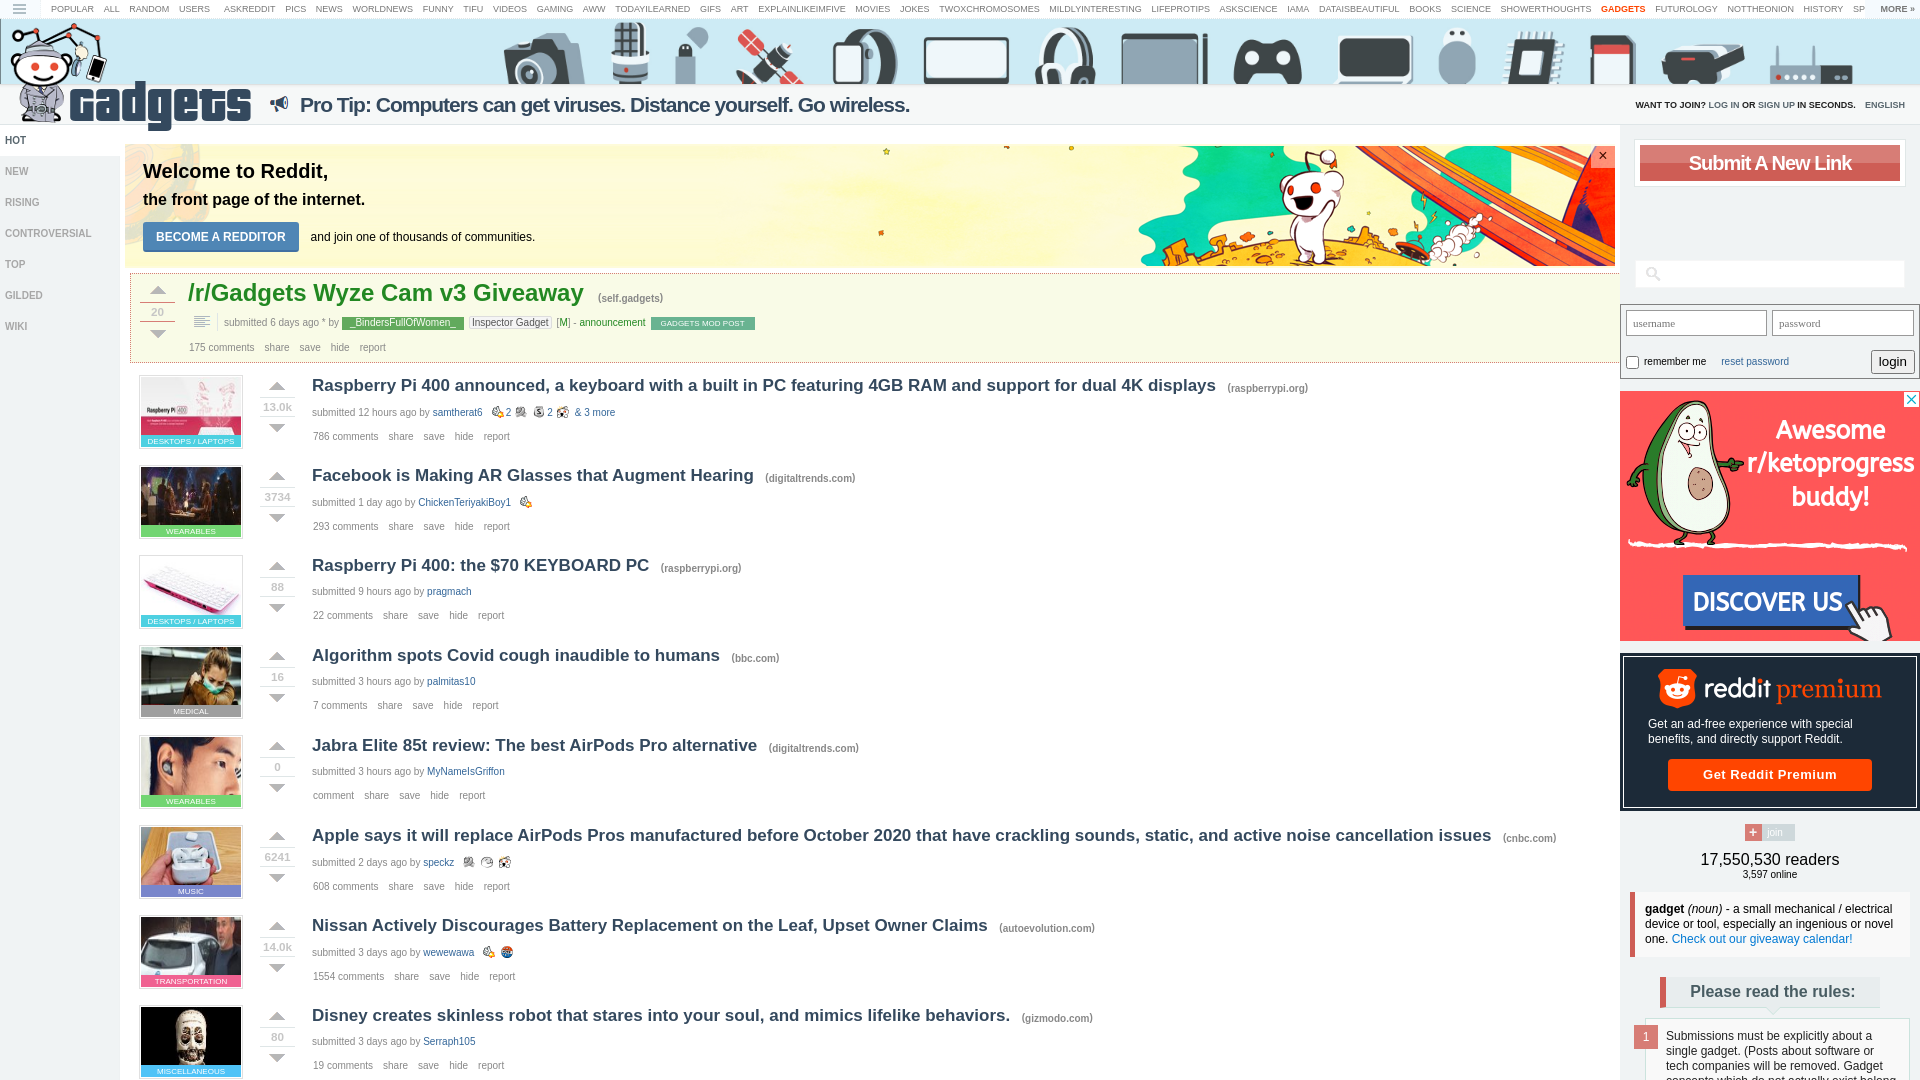 POPULAR ALL RANDOM USERS ASKREDDIT PICS NEWS WORLDNEWS FUNNY TIFU VIDEOS GAMING AWW TODAYILEARNED GIFS ART EXPLAINLIKEIMFIVE MOVIES JOKES TWOXCHROMOSOMES MILDLYINTERESTING LIFEPROTIPS ASKSCIENCE IAMA DATAISBEAUTIFUL BOOKS SCIENCE SHOWERTHOUGHTS GADGETS FUTUROLOGY NOTTHEONION HISTORY SP MORE »
Gadgets
Pro Tip: Computers can get viruses. Distance yourself. Go wireless.
WANT TO JOIN? LOG IN OR SIGN UP IN SECONDS. ENGLISH
HOT
NEW
RISING
CONTROVERSIAL
TOP
GILDED
WIKI
Welcome to Reddit,
the front page of the internet.
BECOME A REDDITOR and join one of thousands of communities.
×
/r/Gadgets Wyze Cam v3 Giveaway (self.gadgets)
20
submitted 6 days ago * by _BindersFullOfWomen_ Inspector Gadget [M] - announcement GADGETS MOD POST
175 comments share save hide report
Raspberry Pi 400
DESKTOPS / LAPTOPS
13.0k
Raspberry Pi 400 announced, a keyboard with a built in PC featuring 4GB RAM and support for dual 4K displays (raspberrypi.org)
submitted 12 hours ago by samtherat6 2 2 & 3 more
786 comments share save hide report
WEARABLES
3734
Facebook is Making AR Glasses that Augment Hearing (digitaltrends.com)
submitted 1 day ago by ChickenTeriyakiBoy1
293 comments share save hide report
DESKTOPS / LAPTOPS
88
Raspberry Pi 400: the $70 KEYBOARD PC (raspberrypi.org)
submitted 9 hours ago by pragmach
22 comments share save hide report
MEDICAL
16
Algorithm spots Covid cough inaudible to humans (bbc.com)
submitted 3 hours ago by palmitas10
7 comments share save hide report
WEARABLES
0
Jabra Elite 85t review: The best AirPods Pro alternative (digitaltrends.com)
submitted 3 hours ago by MyNameIsGriffon
comment share save hide report
MUSIC
6241
Apple says it will replace AirPods Pros manufactured before October 2020 that have crackling sounds, static, and active noise cancellation issues (cnbc.com)
submitted 2 days ago by speckz
608 comments share save hide report
TRANSPORTATION
14.0k
Nissan Actively Discourages Battery Replacement on the Leaf, Upset Owner Claims (autoevolution.com)
submitted 3 days ago by wewewawa
1554 comments share save hide report
MISCELLANEOUS
80
Disney creates skinless robot that stares into your soul, and mimics lifelike behaviors. (gizmodo.com)
submitted 3 days ago by Serraph105
19 comments share save hide report
Submit A New Link
username password
remember me reset password login
Awesome
r/ketoprogress
buddy!
DISCOVER US
reddit premium
Get an ad-free experience with special
benefits, and directly support Reddit.
Get Reddit Premium
+ join
17,550,530 readers
3,597 online
gadget (noun) - a small mechanical / electrical
device or tool, especially an ingenious or novel
one. Check out our giveaway calendar!
Please read the rules:
1 Submissions must be explicitly about a
single gadget. (Posts about software or
tech companies will be removed. Gadget
concepts which do not actually exist belong